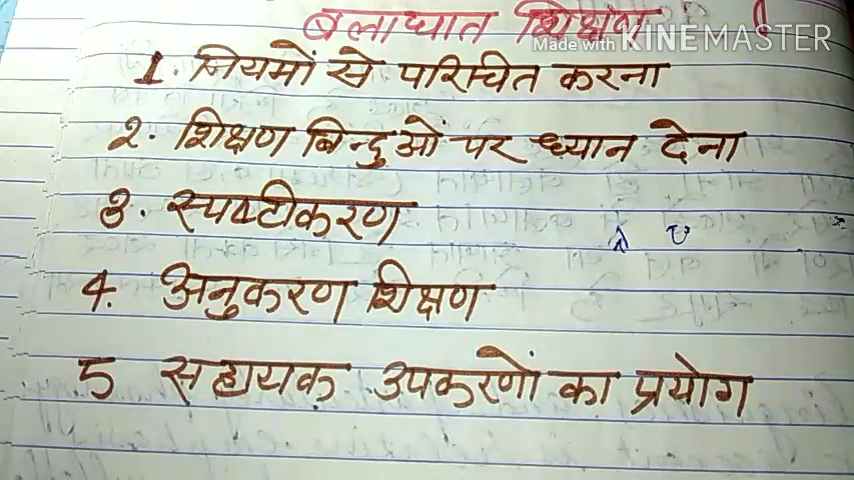 बलाघात शिक्षण
Made with KINEMASTER
1. नियमों से परिचित करना
2. शिक्षण बिन्दुओं पर ध्यान देना
3. स्पष्टीकरण
4. अनुकरण शिक्षण
5 सहायक उपकरणों का प्रयोग